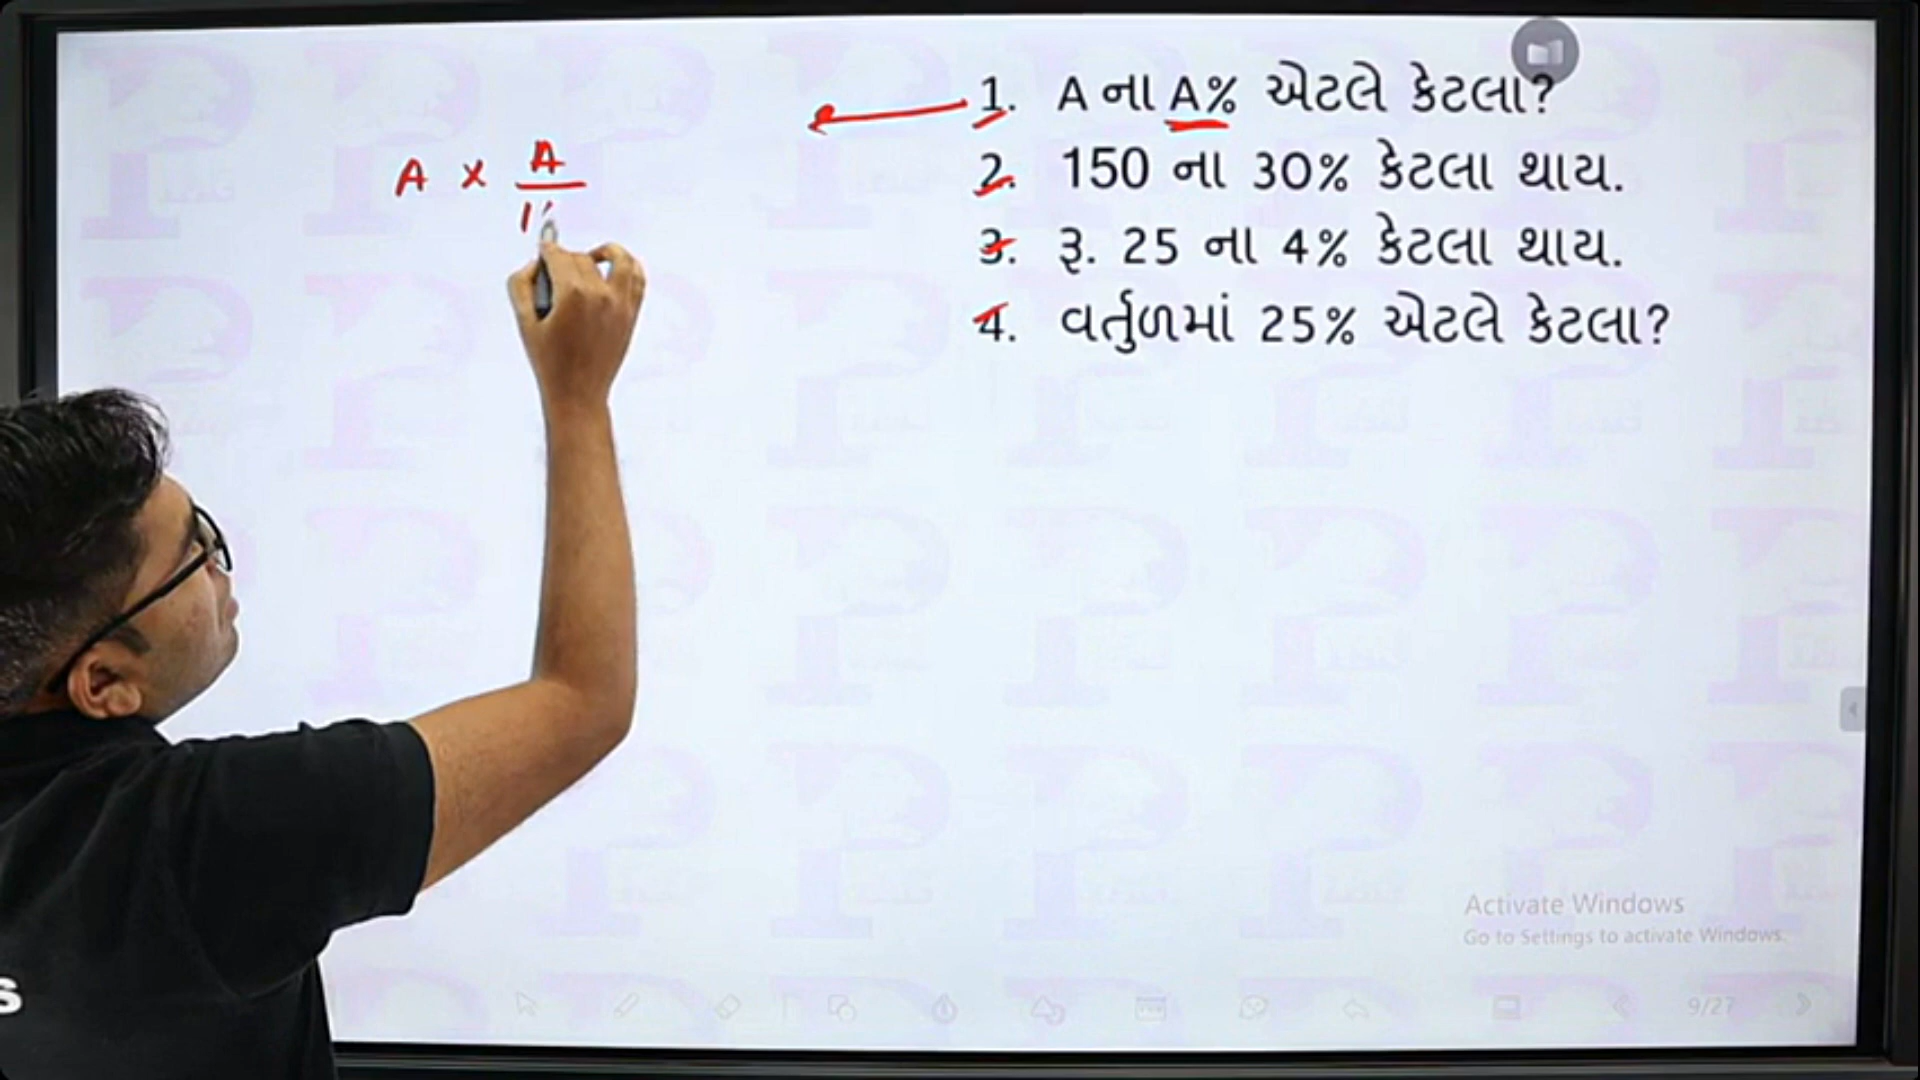 1. A ના A% એટલે કેટલા?
2. 150 ના 30% કેટલા થાય.
3. રૂ. 25 ના 4% કેટલા થાય.
4. વર્તુળમાં 25% એટલે કેટલા?
A x A
Activate Windows
Go to Settings to activate Windows.
9/27
s